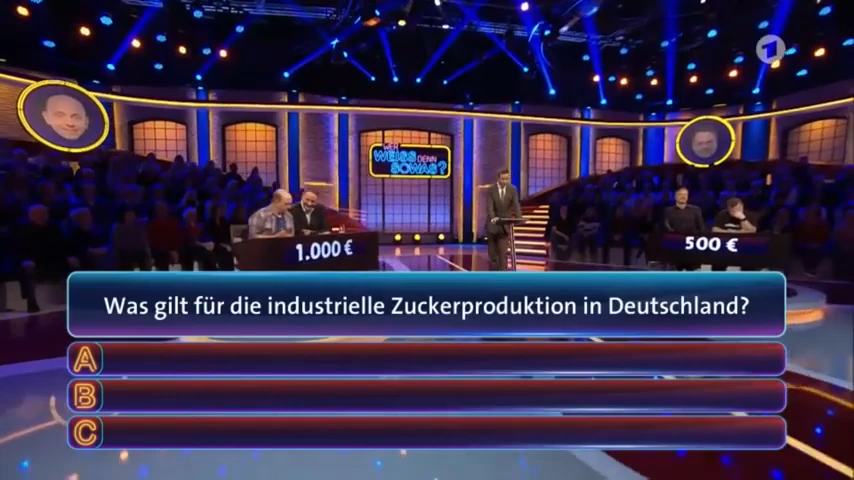 1
WER
WEISS DENN
SOWAS?
1.000 €
500 €
Was gilt für die industrielle Zuckerproduktion in Deutschland?
A
B
C